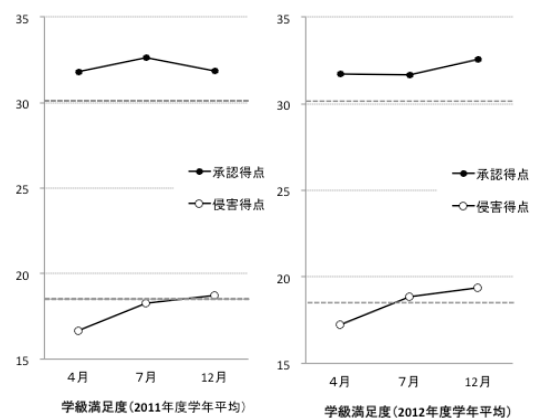 35
30
25
20
15
承認得点
侵害得点
4月
7月
12月
学級満足度(2011年度学年平均)
35
30
25
20
15
承認得点
侵害得点
4月
7月
12月
学級満足度(2012年度学年平均)